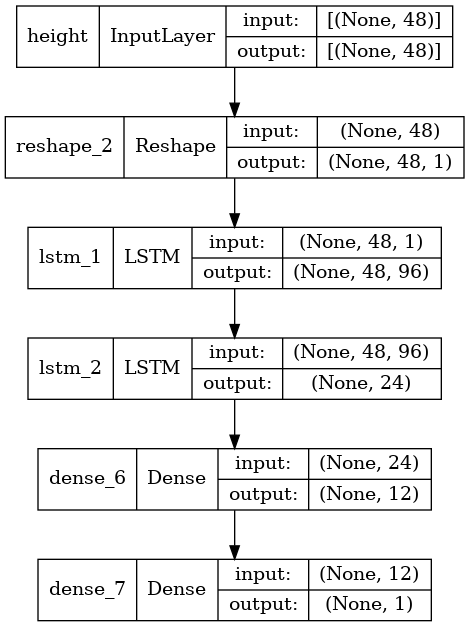 height InputLayer input: [(None, 48)]
output: [(None, 48)]
reshape_2 Reshape input: (None, 48)
output: (None, 48, 1)
lstm_1 LSTM input: (None, 48, 1)
output: (None, 48, 96)
lstm_2 LSTM input: (None, 48, 96)
output: (None, 24)
dense_6 Dense input: (None, 24)
output: (None, 12)
dense_7 Dense input: (None, 12)
output: (None, 1)